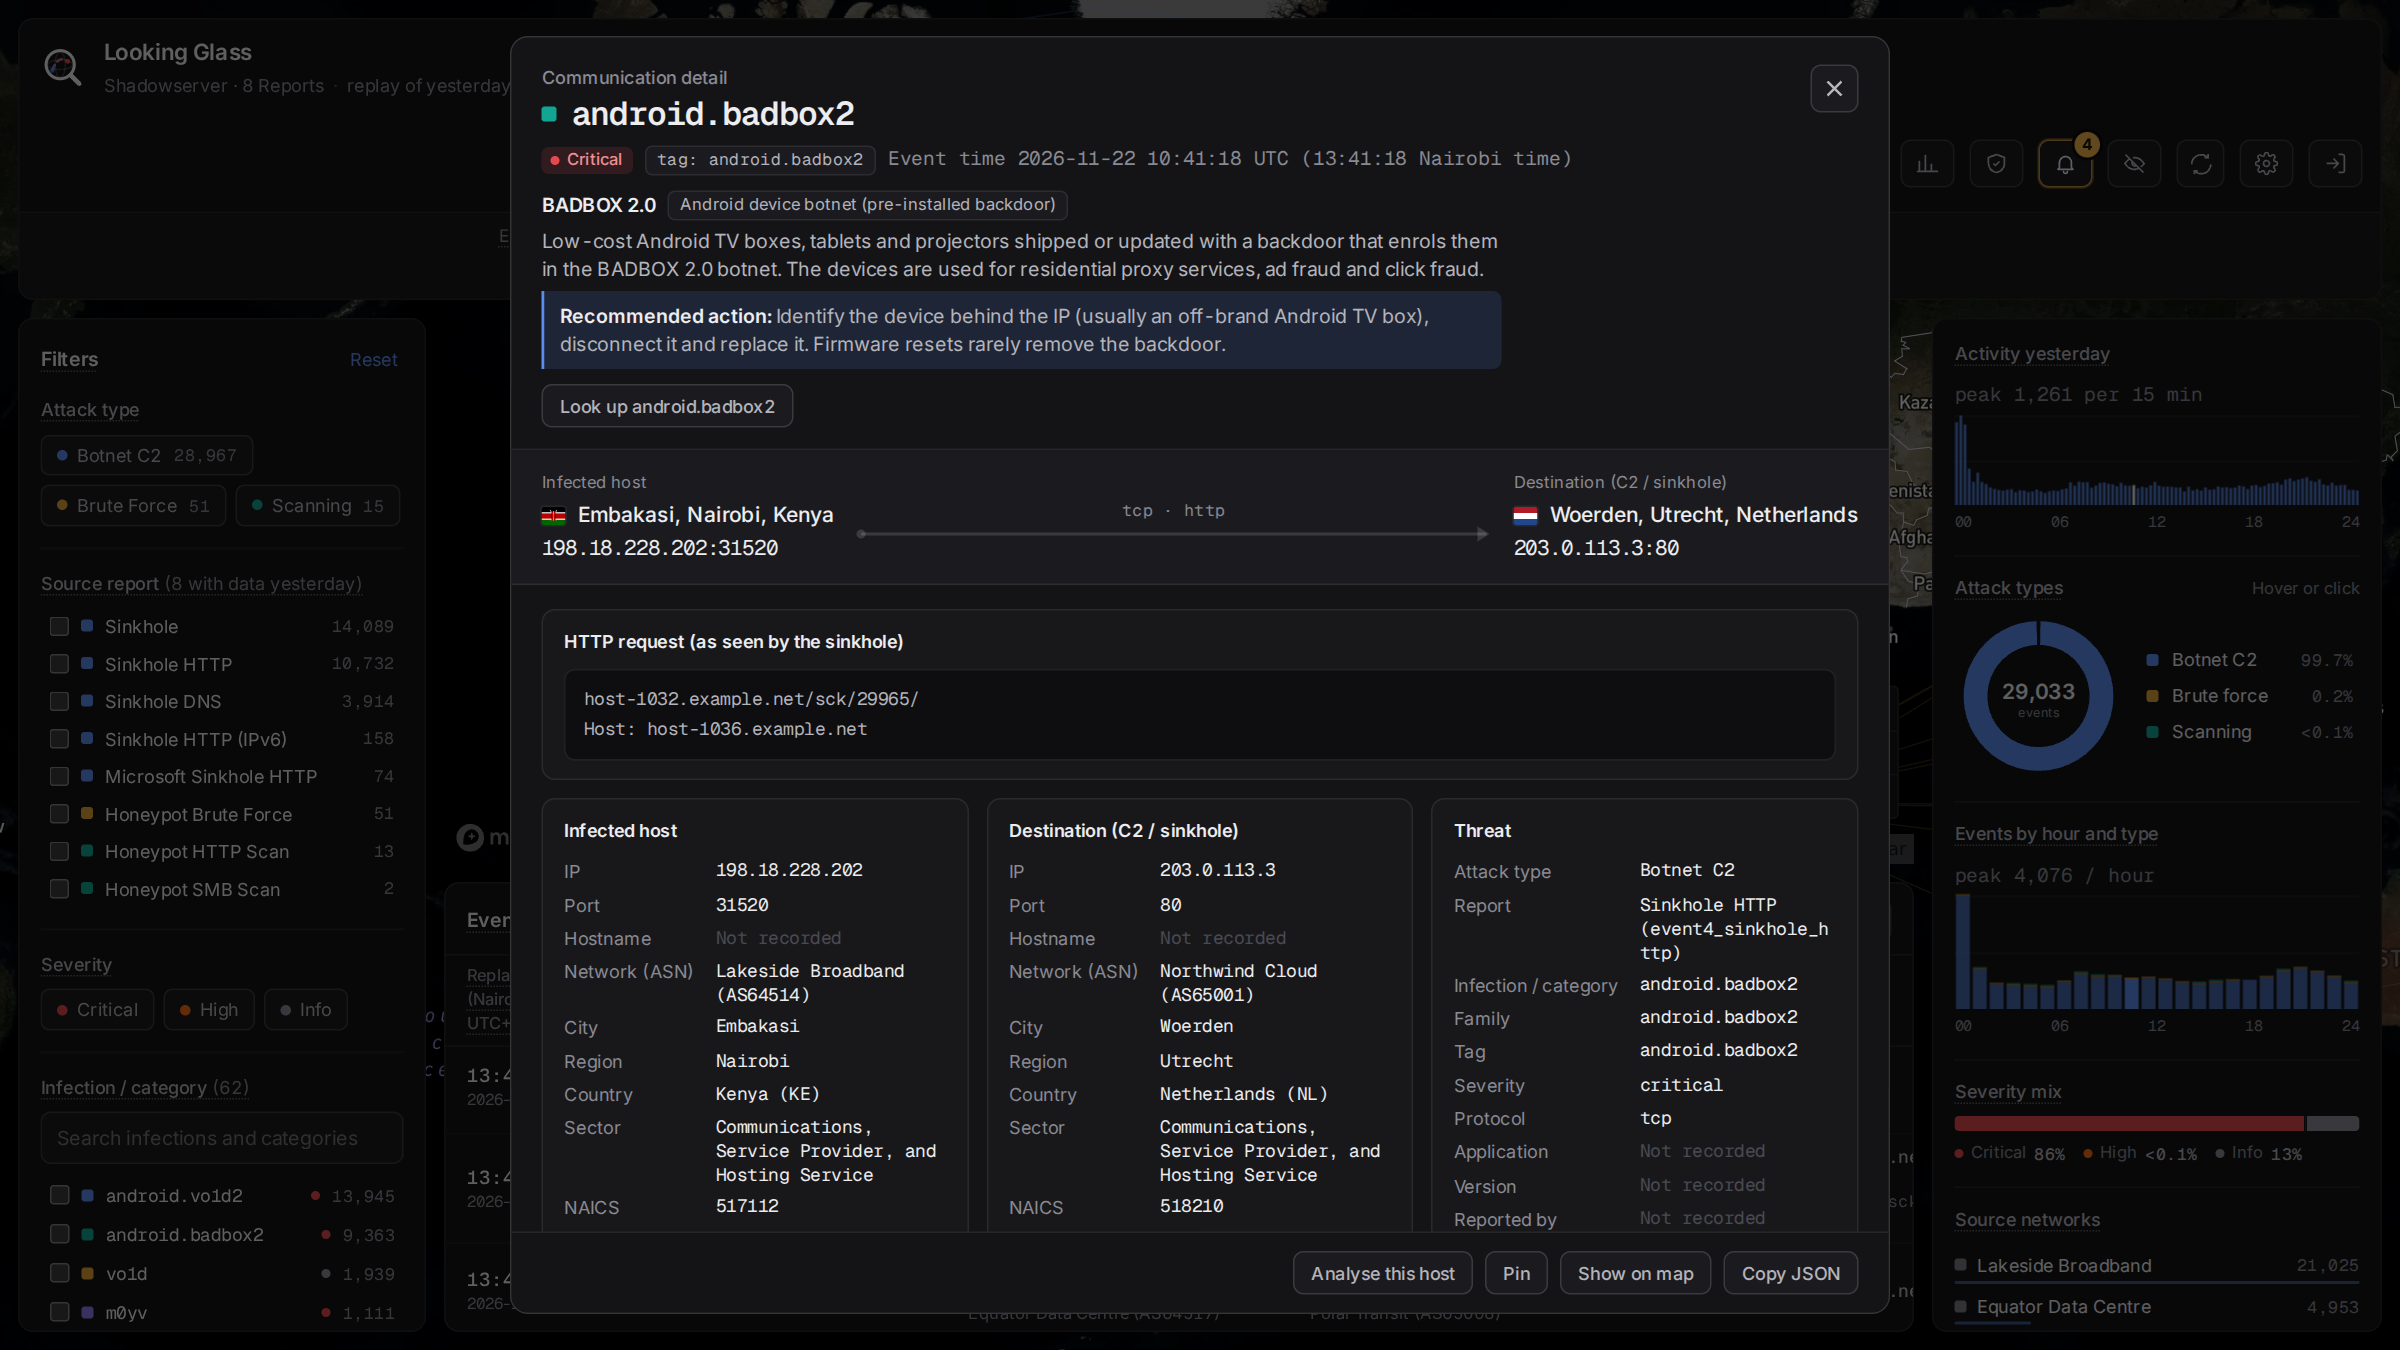 Looking Glass
Shadowserver · 8 Reports · replay of yesterday
4
Filters
Reset
Attack type
Botnet C2 28,967
Brute Force 51
Scanning 15
Source report (8 with data yesterday)
Sinkhole 14,089
Sinkhole HTTP 10,732
Sinkhole DNS 3,914
Sinkhole HTTP (IPv6) 158
Microsoft Sinkhole HTTP 74
Honeypot Brute Force 51
Honeypot HTTP Scan 13
Honeypot SMB Scan 2
Severity
Critical
High
Info
Infection / category (62)
Search infections and categories
android.vo1d2 13,945
android.badbox2 9,363
vo1d 1,939
m0yv 1,111
Communication detail
android.badbox2
Critical
tag: android.badbox2
Event time 2026-11-22 10:41:18 UTC (13:41:18 Nairobi time)
BADBOX 2.0
Android device botnet (pre-installed backdoor)
Low-cost Android TV boxes, tablets and projectors shipped or updated with a backdoor that enrols them
in the BADBOX 2.0 botnet. The devices are used for residential proxy services, ad fraud and click fraud.
Recommended action: Identify the device behind the IP (usually an off-brand Android TV box),
disconnect it and replace it. Firmware resets rarely remove the backdoor.
Look up android.badbox2
Infected host
Embakasi, Nairobi, Kenya
198.18.228.202:31520
tcp · http
Destination (C2 / sinkhole)
Woerden, Utrecht, Netherlands
203.0.113.3:80
HTTP request (as seen by the sinkhole)
host-1032.example.net/sck/29965/
Host: host-1036.example.net
Infected host
IP 198.18.228.202
Port 31520
Hostname Not recorded
Network (ASN) Lakeside Broadband
(AS64514)
City Embakasi
Region Nairobi
Country Kenya (KE)
Sector Communications,
Service Provider, and
Hosting Service
NAICS 517112
Destination (C2 / sinkhole)
IP 203.0.113.3
Port 80
Hostname Not recorded
Network (ASN) Northwind Cloud
(AS65001)
City Woerden
Region Utrecht
Country Netherlands (NL)
Sector Communications,
Service Provider, and
Hosting Service
NAICS 518210
Threat
Attack type Botnet C2
Report Sinkhole HTTP
(event4_sinkhole_h
ttp)
Infection / category android.badbox2
Family android.badbox2
Tag android.badbox2
Severity critical
Protocol tcp
Application Not recorded
Version Not recorded
Reported by Not recorded
Analyse this host
Pin
Show on map
Copy JSON
Activity yesterday
peak 1,261 per 15 min
00 06 12 18 24
Attack types
Hover or click
29,033
events
Botnet C2 99.7%
Brute force 0.2%
Scanning <0.1%
Events by hour and type
peak 4,076 / hour
00 06 12 18 24
Severity mix
Critical 86% High <0.1% Info 13%
Source networks
Lakeside Broadband 21,025
Equator Data Centre 4,953